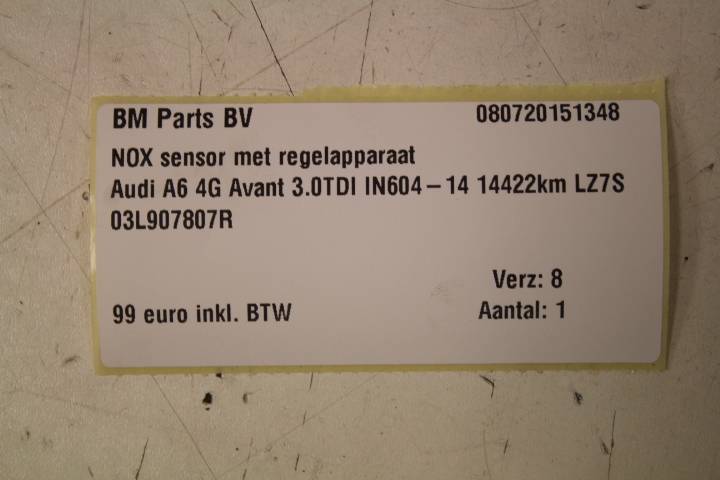 BM Parts BV 080720151348
NOX sensor met regelapparaat
Audi A6 4G Avant 3.0TDI IN604-14 14422km LZ7S
03L907807R
Verz: 8
99 euro inkl. BTW Aantal: 1